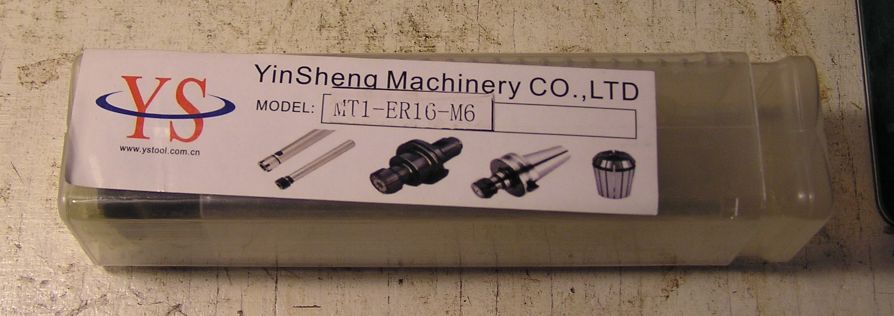 YS
www.ystool.com.cn
YinSheng Machinery CO.,LTD
MODEL: MT1-ER16-M6